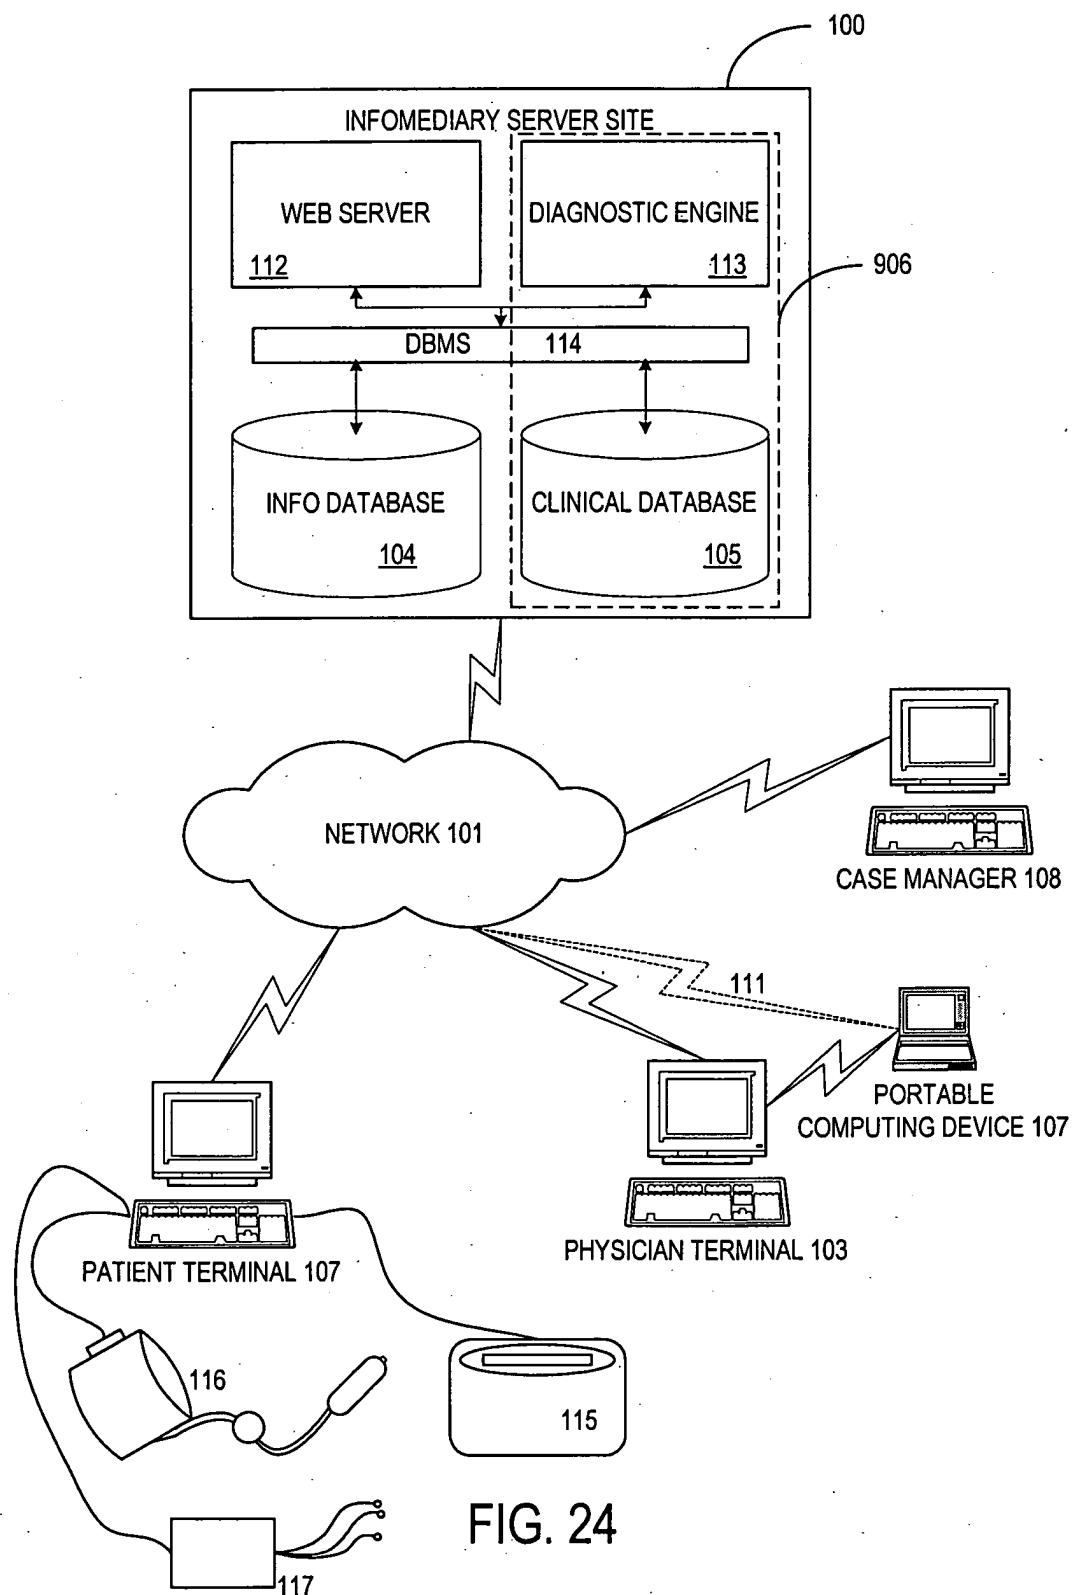 100
INFOMEDIARY SERVER SITE
WEB SERVER
112
DIAGNOSTIC ENGINE
113
906
DBMS 114
INFO DATABASE
104
CLINICAL DATABASE
105
NETWORK 101
CASE MANAGER 108
111
PORTABLE
COMPUTING DEVICE 107
PHYSICIAN TERMINAL 103
PATIENT TERMINAL 107
116
115
117
FIG. 24